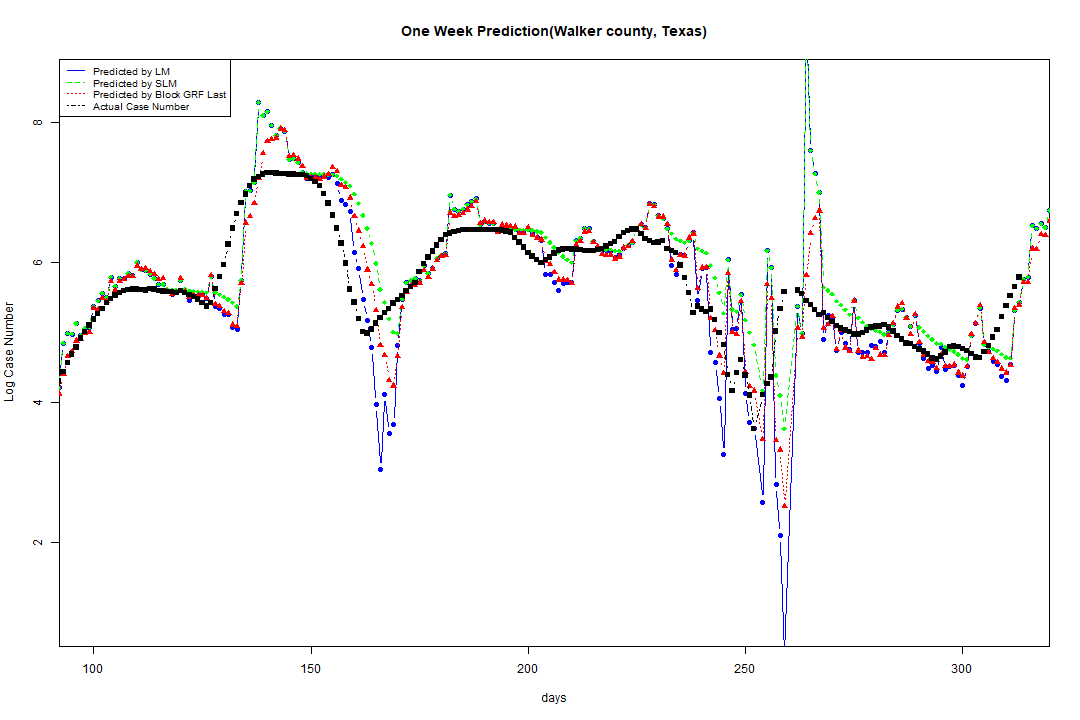 One Week Prediction(Walker county, Texas)
Predicted by LM
Predicted by SLM
Predicted by Block GRF Last
Actual Case Number
8
6
4
2
Log Case Number
100 150 200 250 300
days